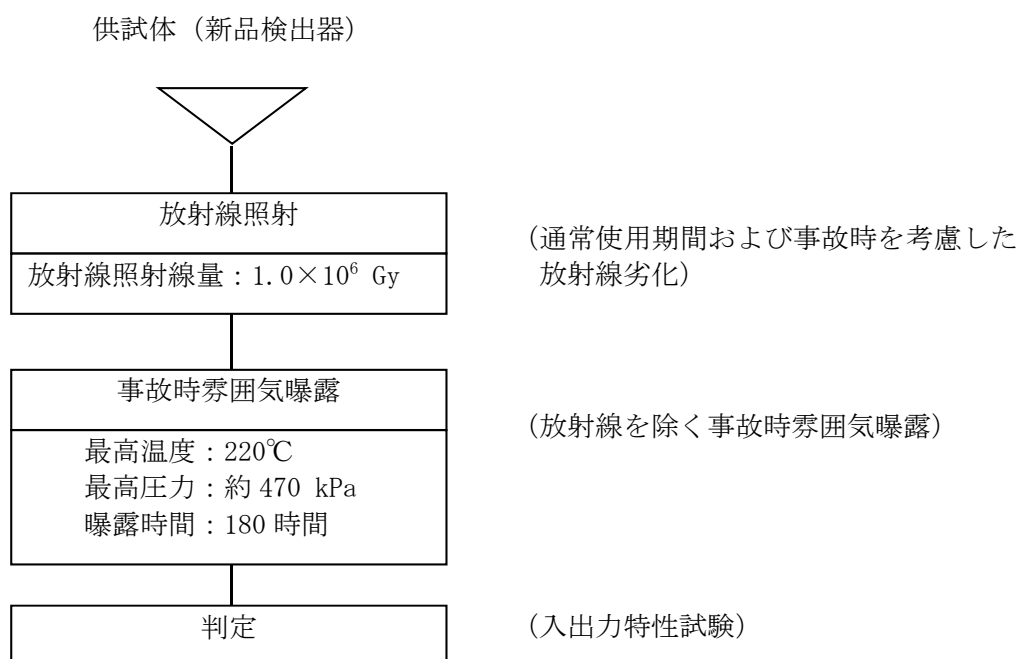 供試体（新品検出器）
放射線照射
放射線照射線量：1.0×10⁶ Gy
（通常使用期間および事故時を考慮した
放射線劣化）
事故時雰囲気曝露
最高温度：220℃
最高圧力：約 470 kPa
曝露時間：180 時間
（放射線を除く事故時雰囲気曝露）
判定
（入出力特性試験）